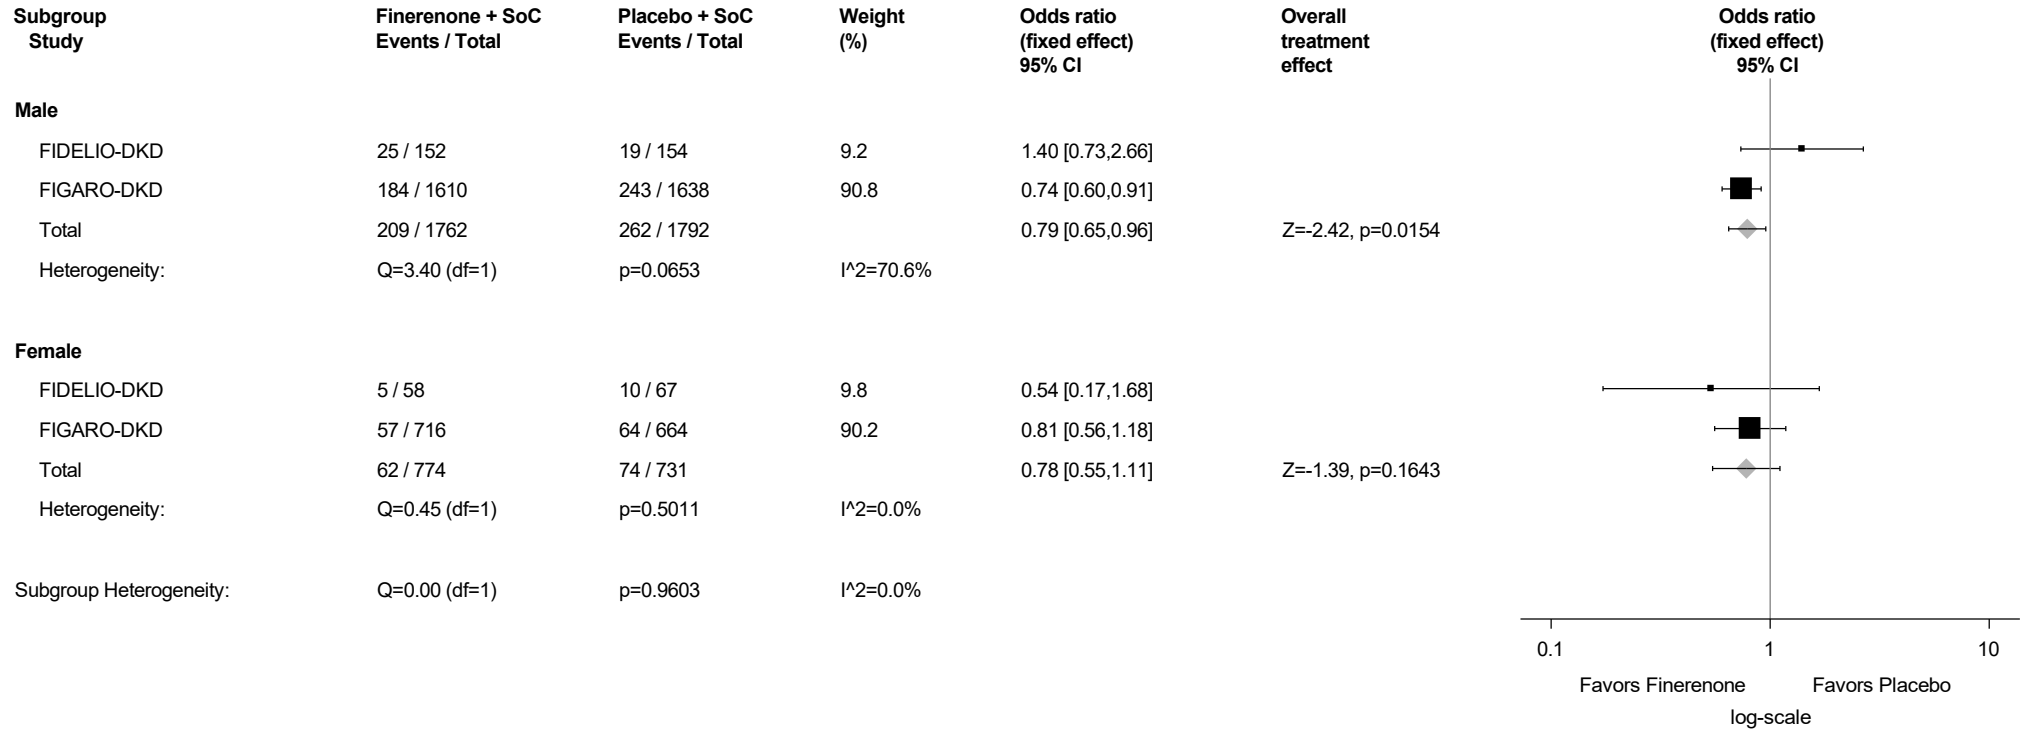 Subgroup Finerenone + SoC Placebo + SoC Weight Odds ratio Overall Odds ratio
Study Events / Total Events / Total (%) (fixed effect) treatment (fixed effect)
95% CI effect 95% CI
Male
FIDELIO-DKD 25 / 152 19 / 154 9.2 1.40 [0.73,2.66]
FIGARO-DKD 184 / 1610 243 / 1638 90.8 0.74 [0.60,0.91]
Total 209 / 1762 262 / 1792 0.79 [0.65,0.96] Z=-2.42, p=0.0154
Heterogeneity: Q=3.40 (df=1) p=0.0653 I^2=70.6%
Female
FIDELIO-DKD 5 / 58 10 / 67 9.8 0.54 [0.17,1.68]
FIGARO-DKD 57 / 716 64 / 664 90.2 0.81 [0.56,1.18]
Total 62 / 774 74 / 731 0.78 [0.55,1.11] Z=-1.39, p=0.1643
Heterogeneity: Q=0.45 (df=1) p=0.5011 I^2=0.0%
Subgroup Heterogeneity: Q=0.00 (df=1) p=0.9603 I^2=0.0%
0.1 1 10
Favors Finerenone Favors Placebo
log-scale